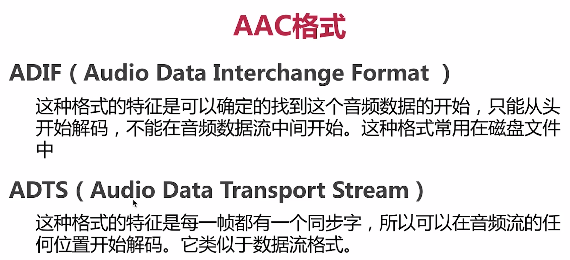 AAC格式
ADIF（Audio Data Interchange Format ）
这种格式的特征是可以确定的找到这个音频数据的开始，只能从头
开始解码，不能在音频数据流中间开始。这种格式常用在磁盘文件
中
ADTS（Audio Data Transport Stream）
这种格式的特征是每一帧都有一个同步字，所以可以在音频流的任
何位置开始解码。它类似于数据流格式。